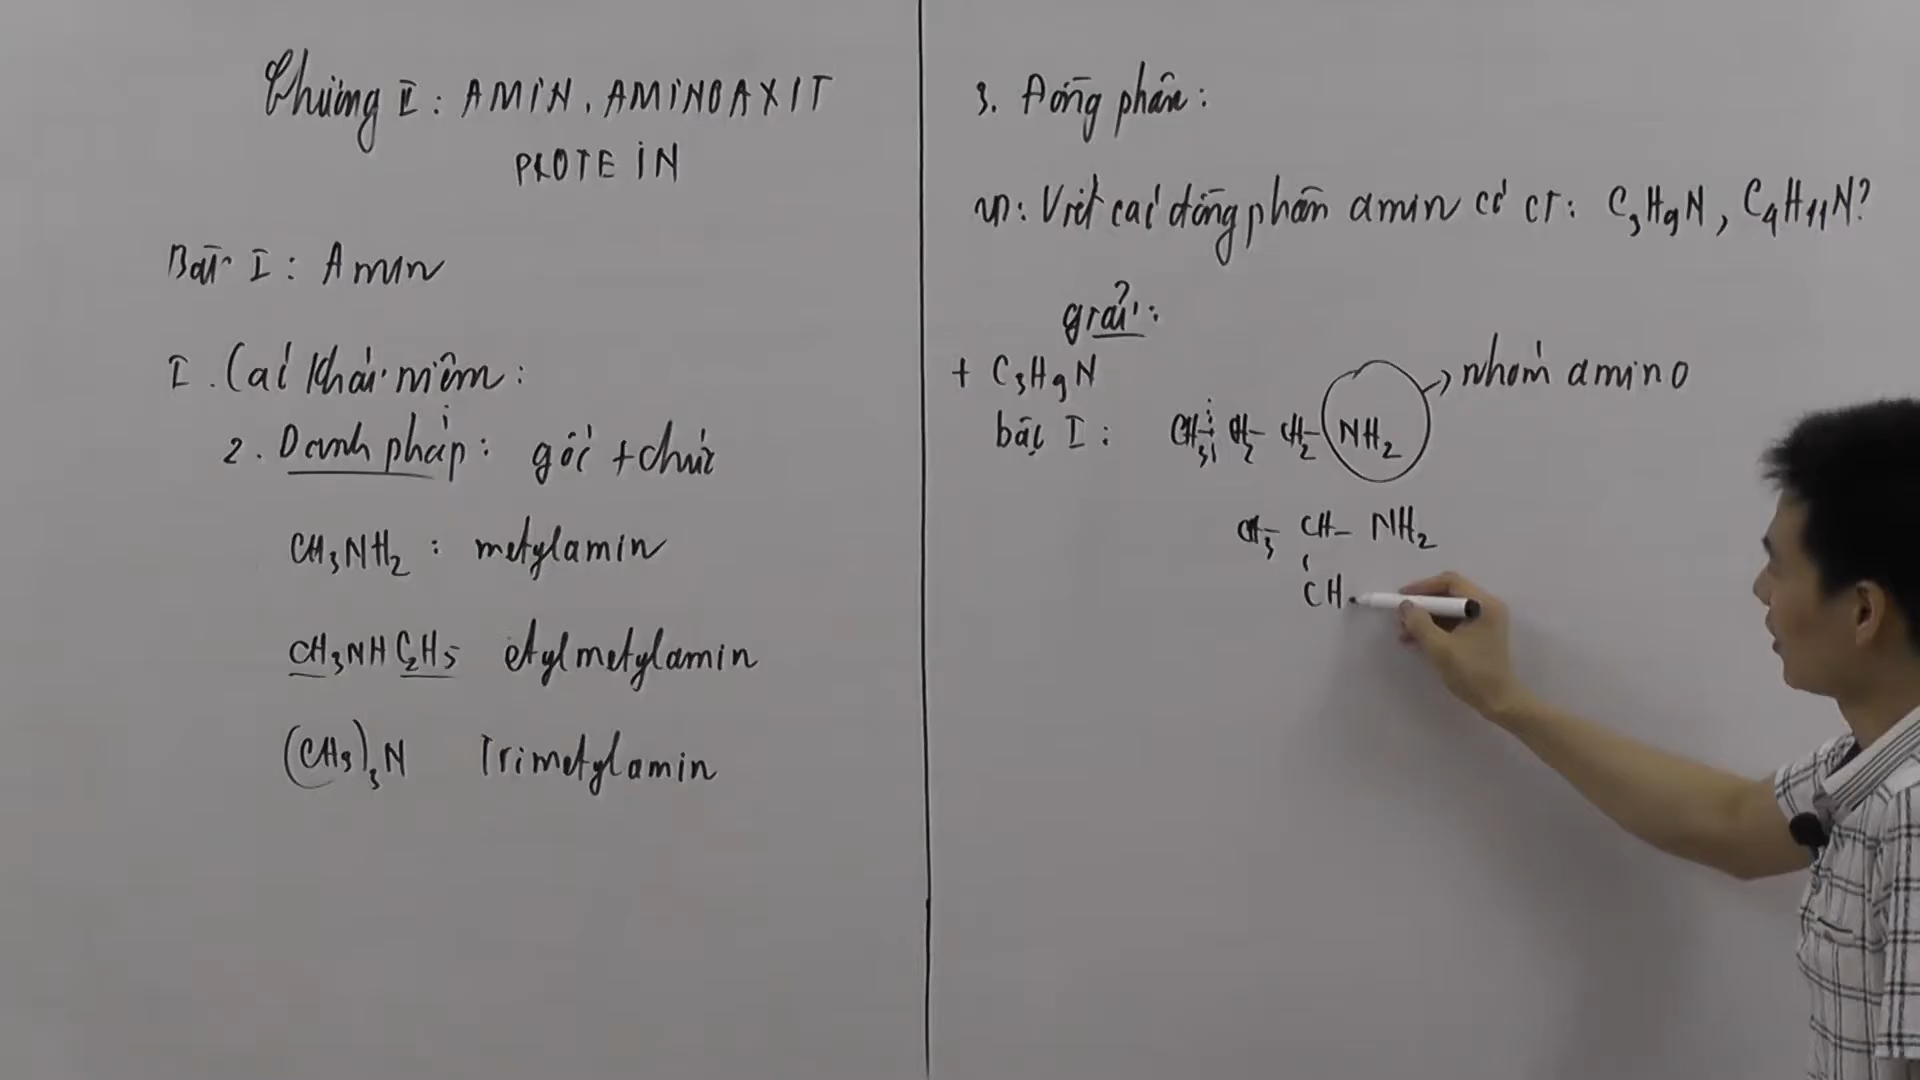 Chương I: AMIN, AMINOAXIT
PROTEIN
Bài I: Amin
I. Các khái niệm:
2. Danh pháp: gốc + chức
CH₃NH₂ : metylamin
CH₃NHC₂H₅ etylmetylamin
(CH₃)₃N Trimetylamin
3. Đồng phân:
VD: Viết các đồng phân amin có CT: C₃H₉N, C₄H₁₁N?
giải:
+ C₃H₉N
bậc I: CH₃- CH₂- CH₂- NH₂ → nhóm amino
CH₃- CH- NH₂
CH